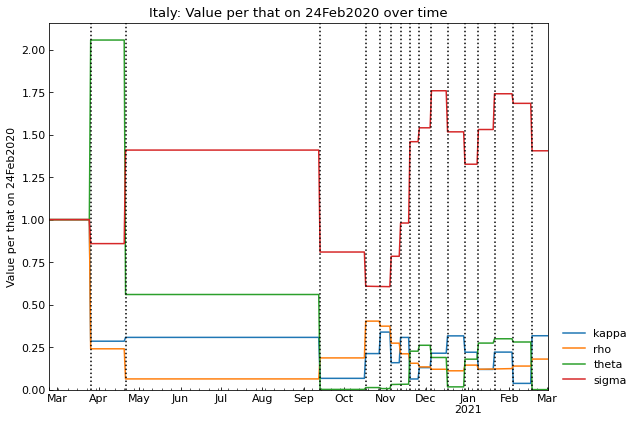 Italy: Value per that on 24Feb2020 over time
Value per that on 24Feb2020
2.00
1.75
1.50
1.25
1.00
0.75
0.50
0.25
0.00
Mar Apr May Jun Jul Aug Sep Oct Nov Dec Jan Feb Mar
2021
kappa
rho
theta
sigma